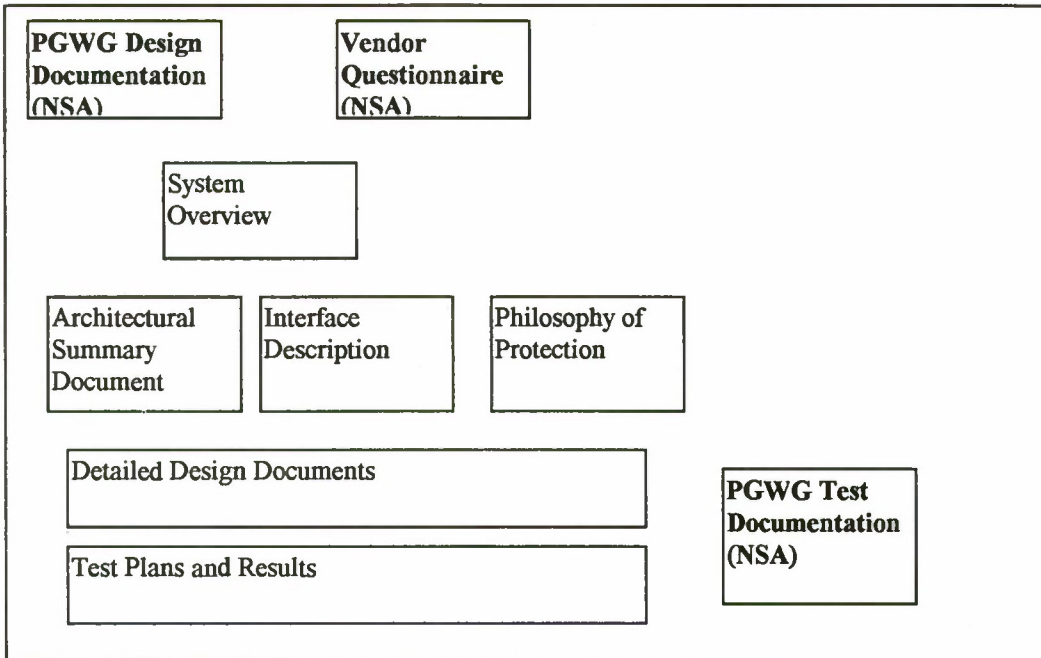 PGWG Design
Documentation
(NSA)
Vendor
Questionnaire
(NSA)
System
Overview
Architectural
Summary
Document
Interface
Description
Philosophy of
Protection
Detailed Design Documents
PGWG Test
Documentation
(NSA)
Test Plans and Results